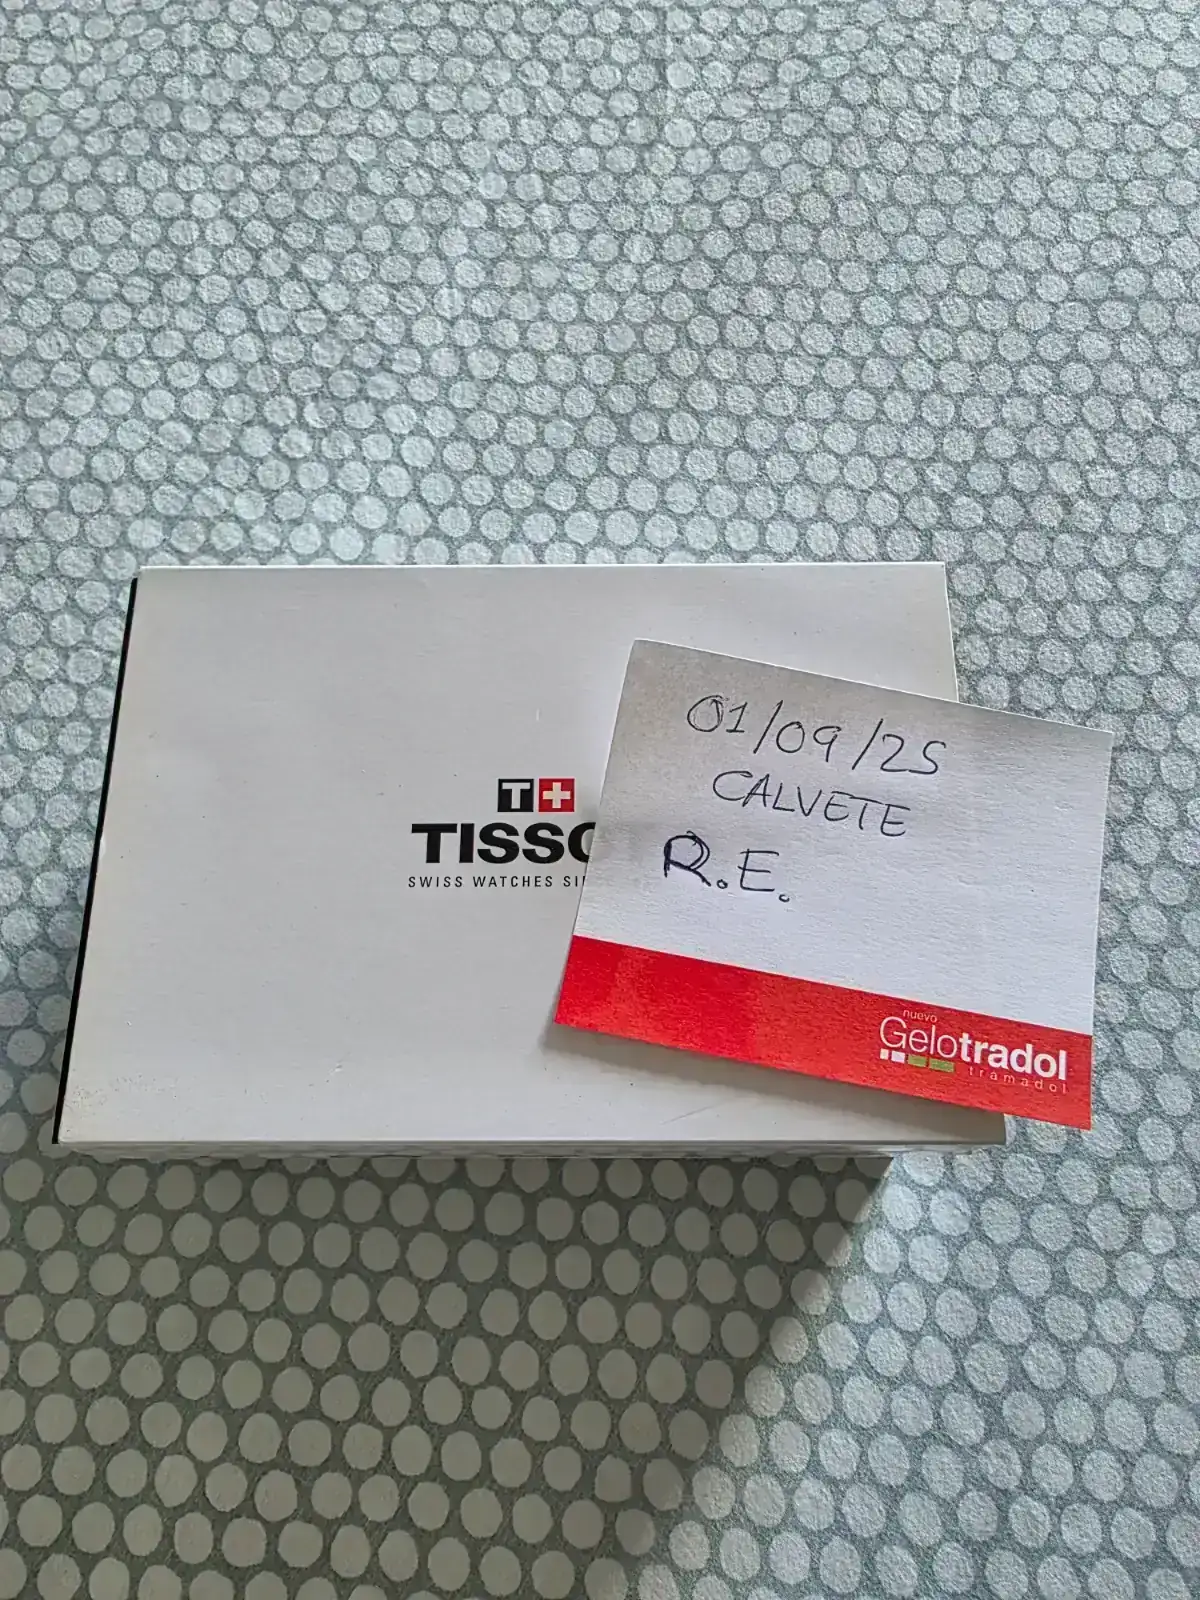 T+
TISSO
SWISS WATCHES SI
01/09/25
CALVETE
R.E.
nuevo
Gelotradol
tramadol